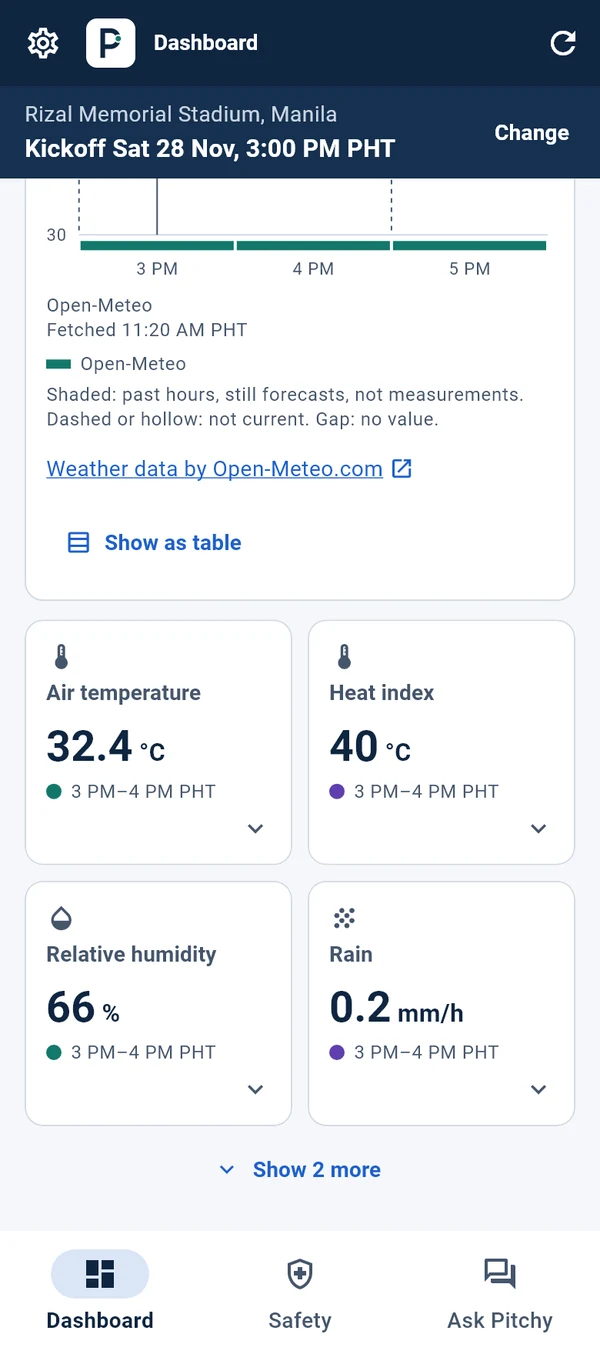 Dashboard
Rizal Memorial Stadium, Manila
Kickoff Sat 28 Nov, 3:00 PM PHT
Change
30
3 PM
4 PM
5 PM
Open-Meteo
Fetched 11:20 AM PHT
Open-Meteo
Shaded: past hours, still forecasts, not measurements.
Dashed or hollow: not current. Gap: no value.
Weather data by Open-Meteo.com
Show as table
Air temperature
32.4 °C
3 PM–4 PM PHT
Heat index
40 °C
3 PM–4 PM PHT
Relative humidity
66 %
3 PM–4 PM PHT
Rain
0.2 mm/h
3 PM–4 PM PHT
Show 2 more
Dashboard
Safety
Ask Pitchy